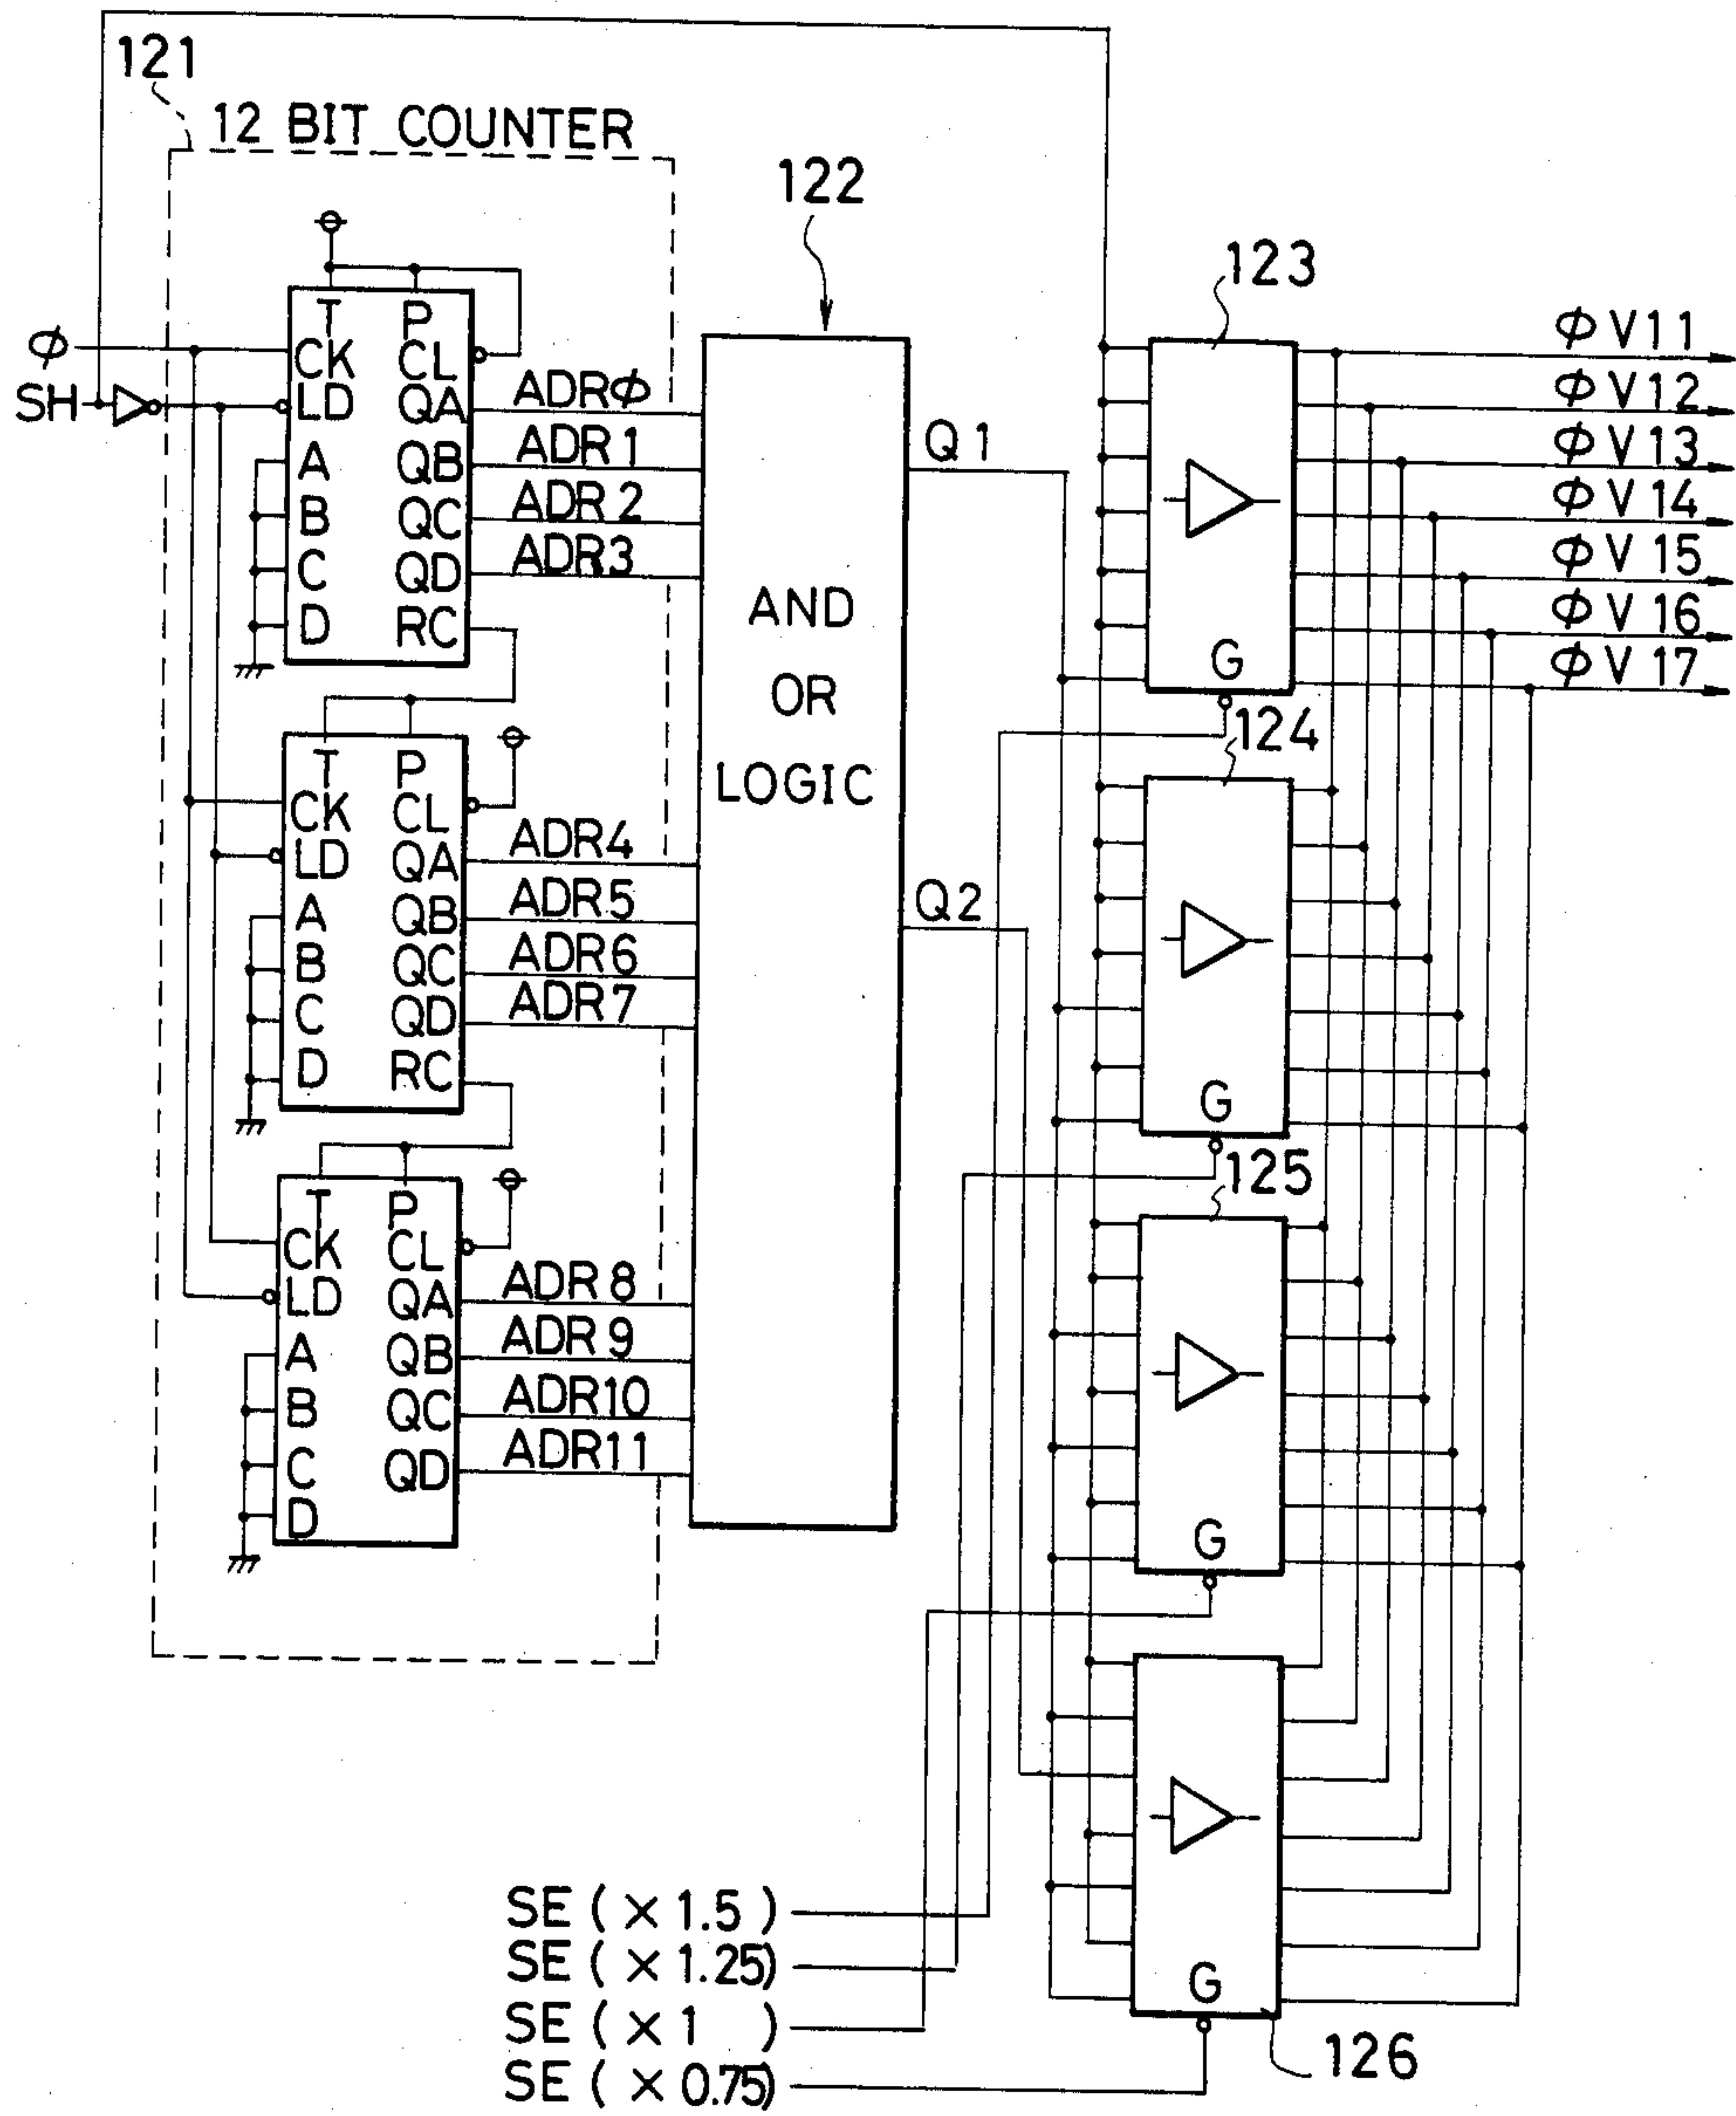 121
12 BIT COUNTER
122
123
T P
ϕ
CK CL
SH
LD QA ADRϕ
A QB ADR1
B QC ADR2
C QD ADR3
D RC
Q1
AND
OR
LOGIC
G
ϕV11
ϕV12
ϕV13
ϕV14
ϕV15
ϕV16
ϕV17
124
T P
CK CL
LD QA ADR4
A QB ADR5
B QC ADR6
C QD ADR7
D RC
Q2
G
125
T P
CK CL
LD QA ADR8
A QB ADR9
B QC ADR10
C QD ADR11
D
G
SE (×1.5)
SE (×1.25)
SE (×1 )
SE (×0.75)
G
126